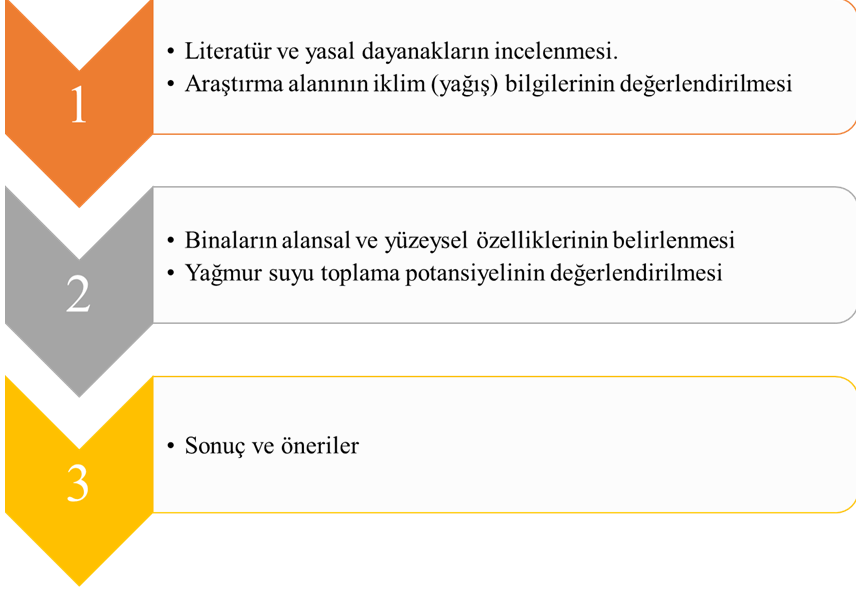 1
• Literatür ve yasal dayanakların incelenmesi.
• Araştırma alanının iklim (yağış) bilgilerinin değerlendirilmesi
2
• Binaların alansal ve yüzeysel özelliklerinin belirlenmesi
• Yağmur suyu toplama potansiyelinin değerlendirilmesi
3
• Sonuç ve öneriler